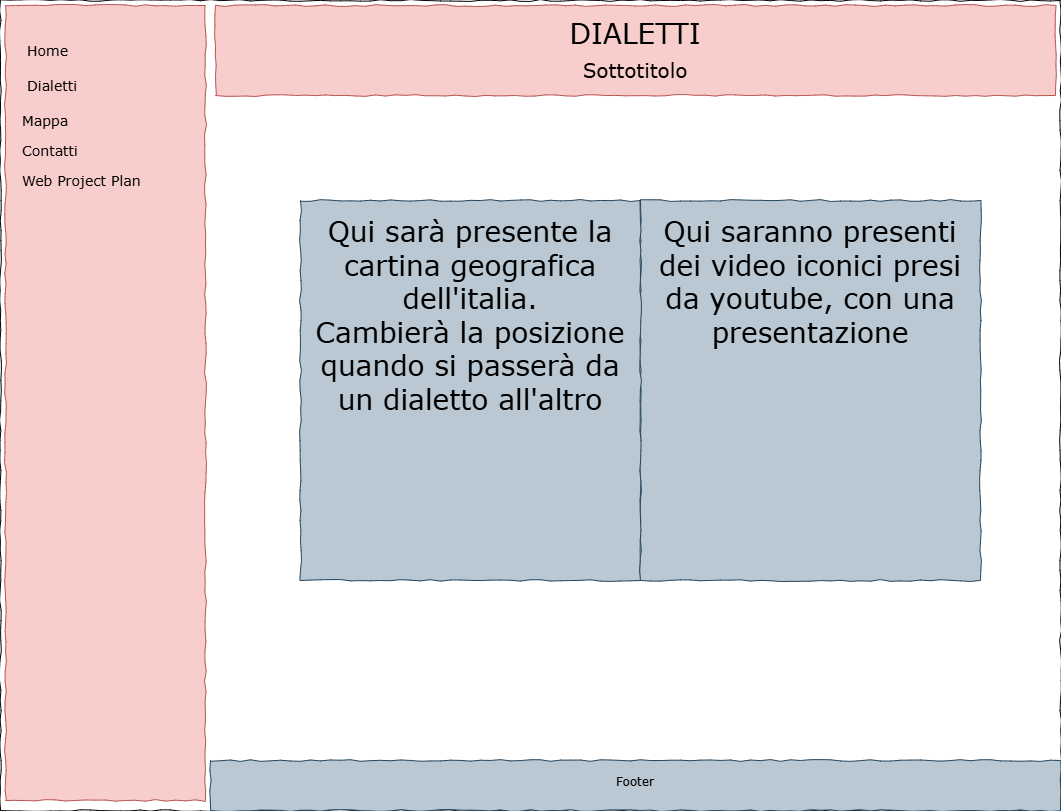 Home
Dialetti
Mappa
Contatti
Web Project Plan
DIALETTI
Sottotitolo
Qui sarà presente la
cartina geografica
dell'italia.
Cambierà la posizione
quando si passerà da
un dialetto all'altro
Qui saranno presenti
dei video iconici presi
da youtube, con una
presentazione
Footer